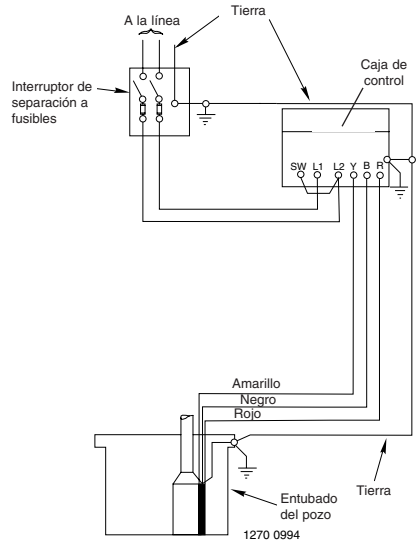 A la línea
Tierra
Caja de
control
Interruptor de
separación a
fusibles
SW L1 L2 Y B R
Amarillo
Negro
Rojo
Tierra
Entubado
del pozo
1270 0994